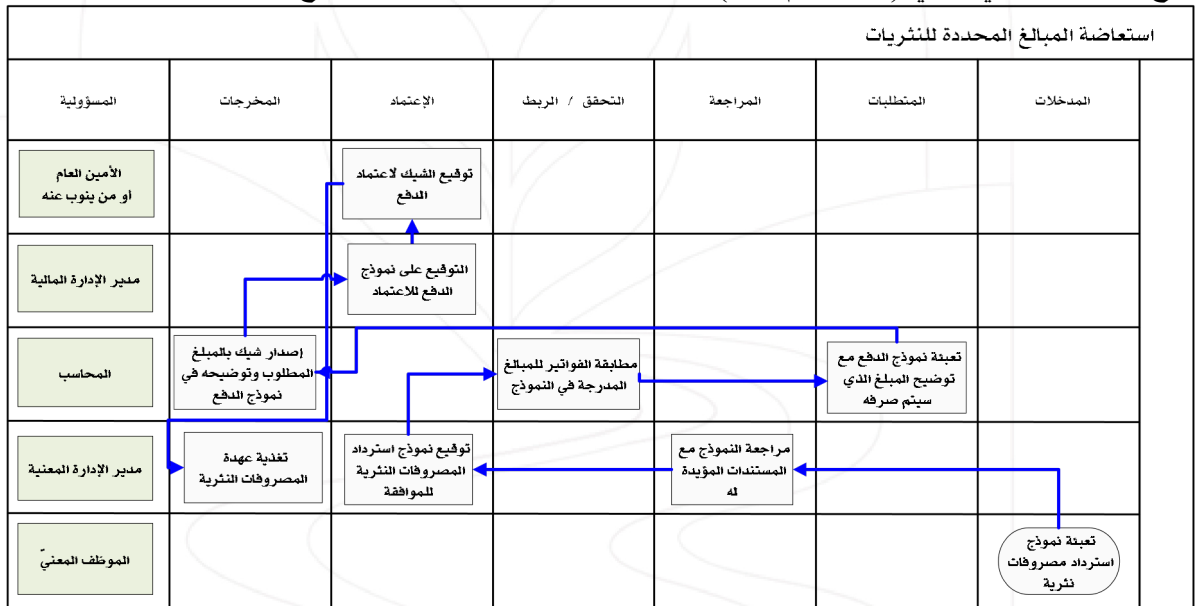 استعاضة المبالغ المحددة للنثريات
المدخلات
المتطلبات
المراجعة
التحقق / الربط
الإعتماد
المخرجات
المسؤولية
توقيع الشيك لاعتماد
الدفع
الأمين العام
او من ينوب عنه
التوقيع على نموذج
الدفع للاعتماد
مدير الإدارة المالية
تعبئة نموذج الدفع مع
توضيح المبلغ الذي
سيتم صرفه
مطابقة الفواتير للمبالغ
المدرجة في النموذج
إصدار شيك بالمبلغ
المطلوب وتوضيحه في
نموذج الدفع
المحاسب
مراجعة النموذج مع
المستندات المؤيدة
له
توقيع نموذج استرداد
المصروفات النثرية
للموافقة
تغذية عهدة
المصروفات النثرية
مدير الإدارة المعنية
تعبئة نموذج
استرداد مصروفات
نثرية
الموظف المعنيّ